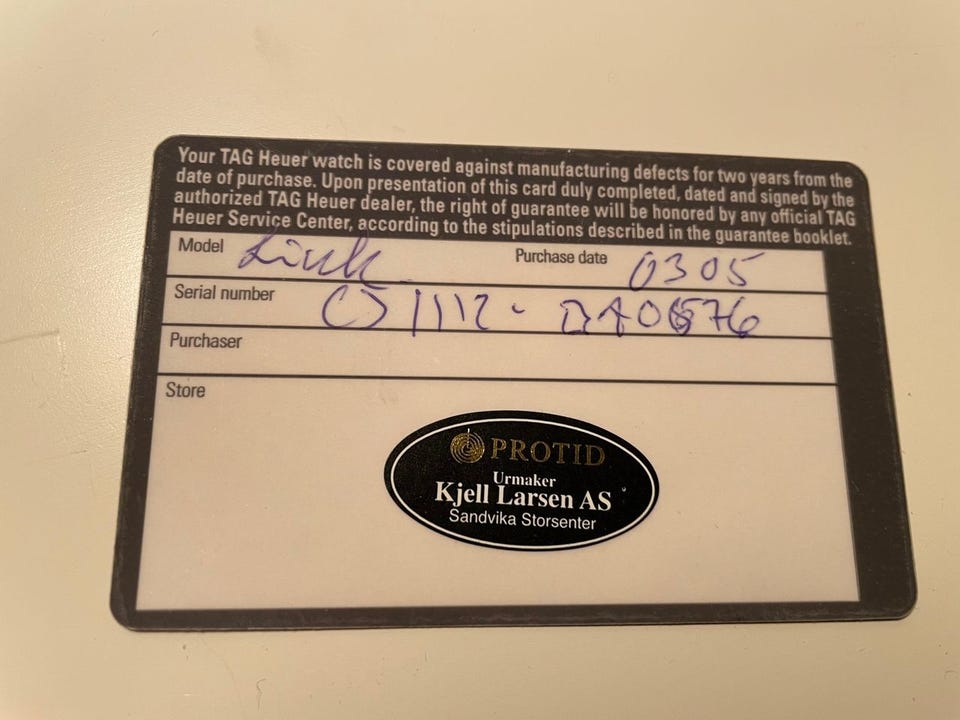 Your TAG Heuer watch is covered against manufacturing defects for two years from the
date of purchase. Upon presentation of this card duly completed, dated and signed by the
authorized TAG Heuer dealer, the right of guarantee will be honored by any official TAG
Heuer Service Center, according to the stipulations described in the guarantee booklet.
Model Link Purchase date 0305
Serial number
Purchaser
Store
PROTID
Urmaker
Kjell Larsen AS
Sandvika Storsenter